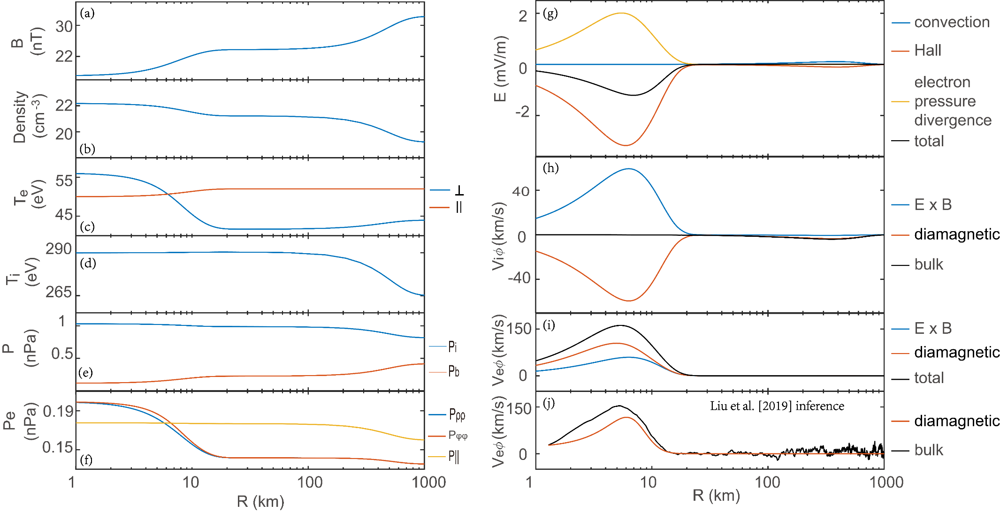 (a)
30
22
B
(nT)
22
20
Density
(cm-3)
(b)
55
45
Te
(eV)
(c)
⊥
||
290
265
Ti
(eV)
(d)
1
0.5
P
(nPa)
(e)
Pi
Pb
0.19
0.15
Pe
(nPa)
(f)
Pρρ
Pφφ
P||
1 10 100 1000
R (km)
(g)
2
0
-2
E (mV/m)
convection
Hall
electron
pressure
divergence
total
(h)
40
0
-40
Viϕ (km/s)
E x B
diamagnetic
bulk
(i)
150
0
Veϕ (km/s)
E x B
diamagnetic
total
(j)
Liu et al. [2019] inference
150
0
Veϕ (km/s)
diamagnetic
bulk
1 10 100 1000
R (km)